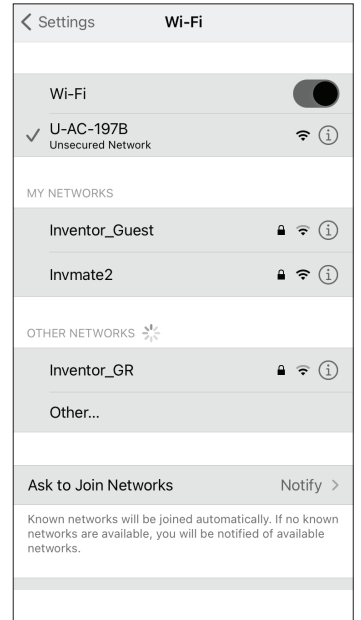 Settings Wi-Fi
Wi-Fi
U-AC-197B
Unsecured Network
MY NETWORKS
Inventor_Guest
Invmate2
OTHER NETWORKS
Inventor_GR
Other...
Ask to Join Networks Notify
Known networks will be joined automatically. If no known
networks are available, you will be notified of available
networks.